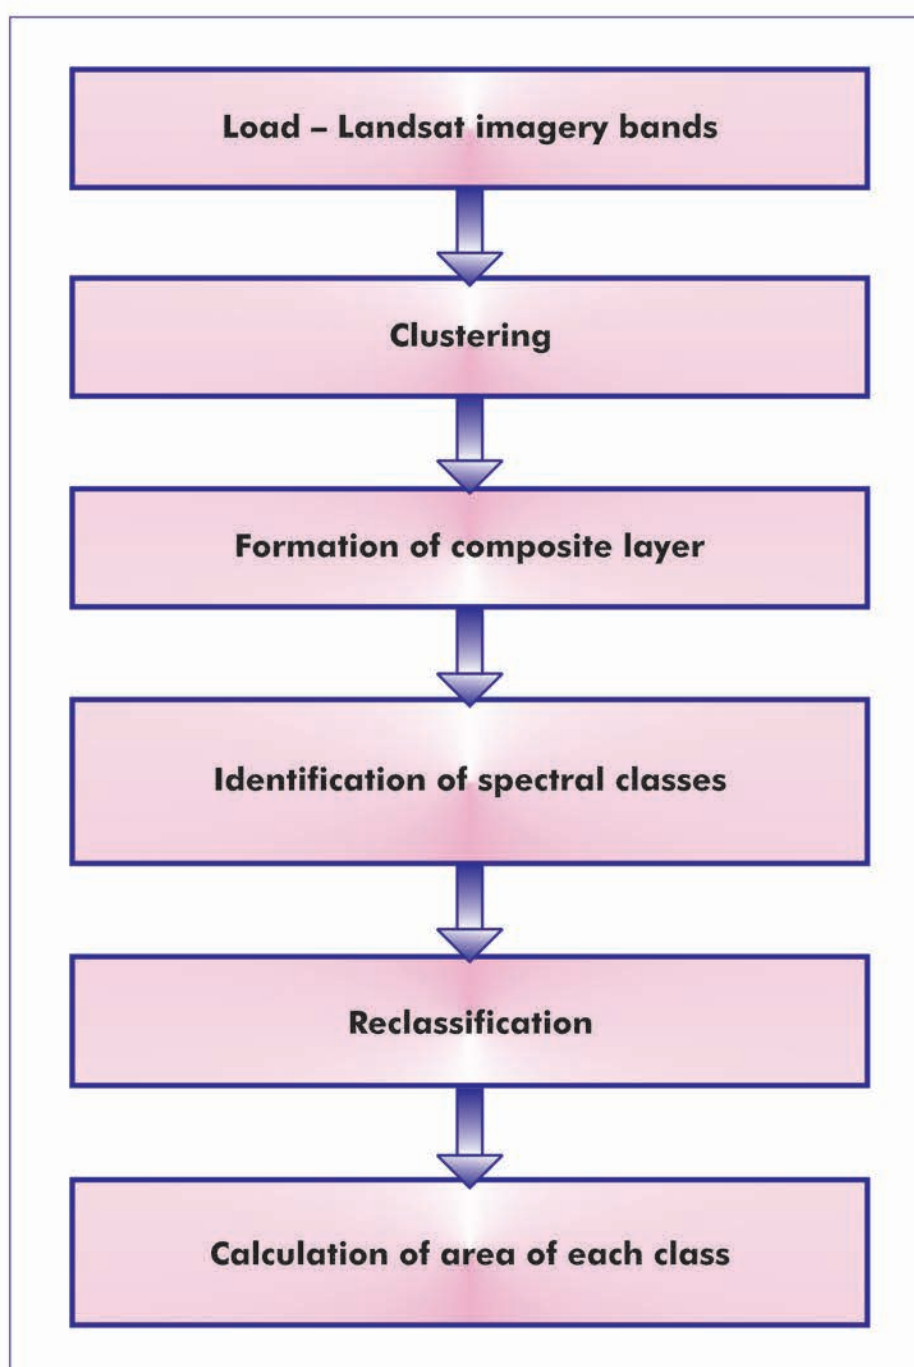 Load – Landsat imagery bands
Clustering
Formation of composite layer
Identification of spectral classes
Reclassification
Calculation of area of each class